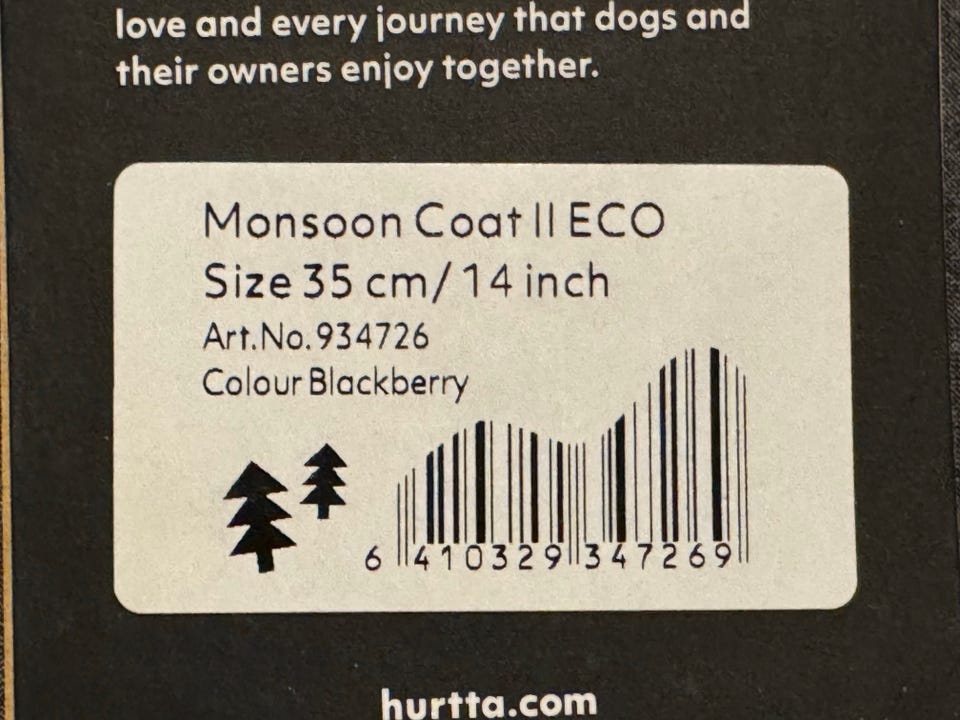 love and every journey that dogs and
their owners enjoy together.
Monsoon Coat II ECO
Size 35 cm/14 inch
Art.No.934726
Colour Blackberry
6 410329 347269
hurtta.com